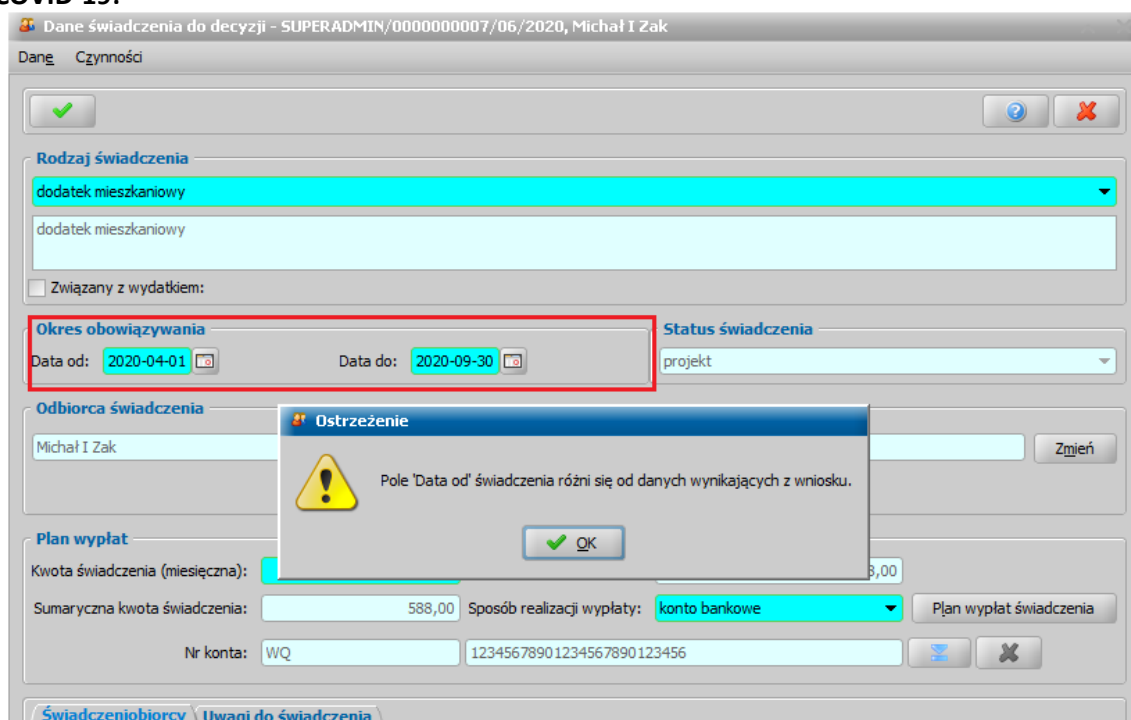 COVID-19:
Dane świadczenia do decyzji - SUPERADMIN/0000000007/06/2020, Michał I Zak
Dane Czynności
Rodzaj świadczenia
dodatek mieszkaniowy
dodatek mieszkaniowy
Związany z wydatkiem:
Okres obowiązywania Status świadczenia
Data od: 2020-04-01 Data do: 2020-09-30 projekt
Odbiorca świadczenia
Ostrzeżenie
Michał I Zak Zmień
Pole 'Data od' świadczenia różni się od danych wynikających z wniosku.
OK
Plan wypłat
Kwota świadczenia (miesięczna): 8,00
Sumaryczna kwota świadczenia: 588,00 Sposób realizacji wypłaty: konto bankowe Plan wypłat świadczenia
Nr konta: WQ 12345678901234567890123456
Świadczeniobiorcy Uwagi do świadczenia